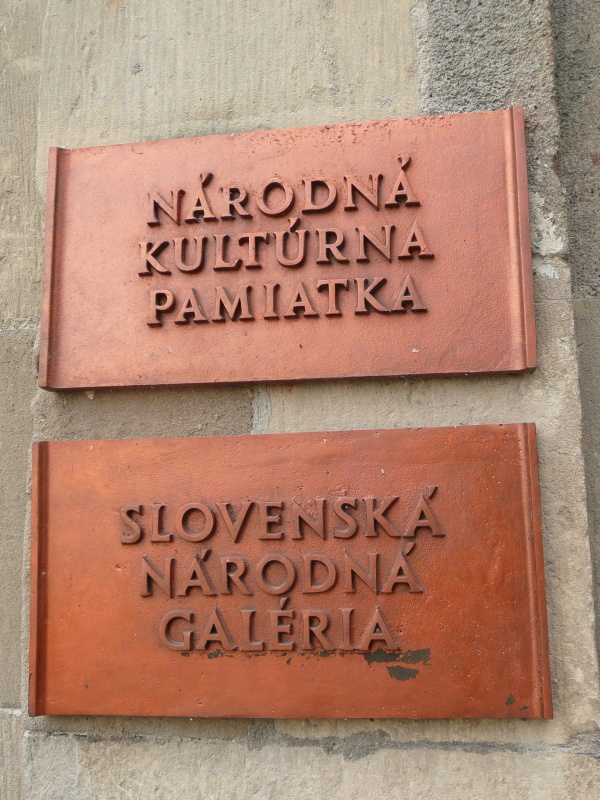 NÁRODNÁ
KULTÚRNA
PAMIATKA
SLOVENSKÁ
NÁRODNÁ
GALÉRIA